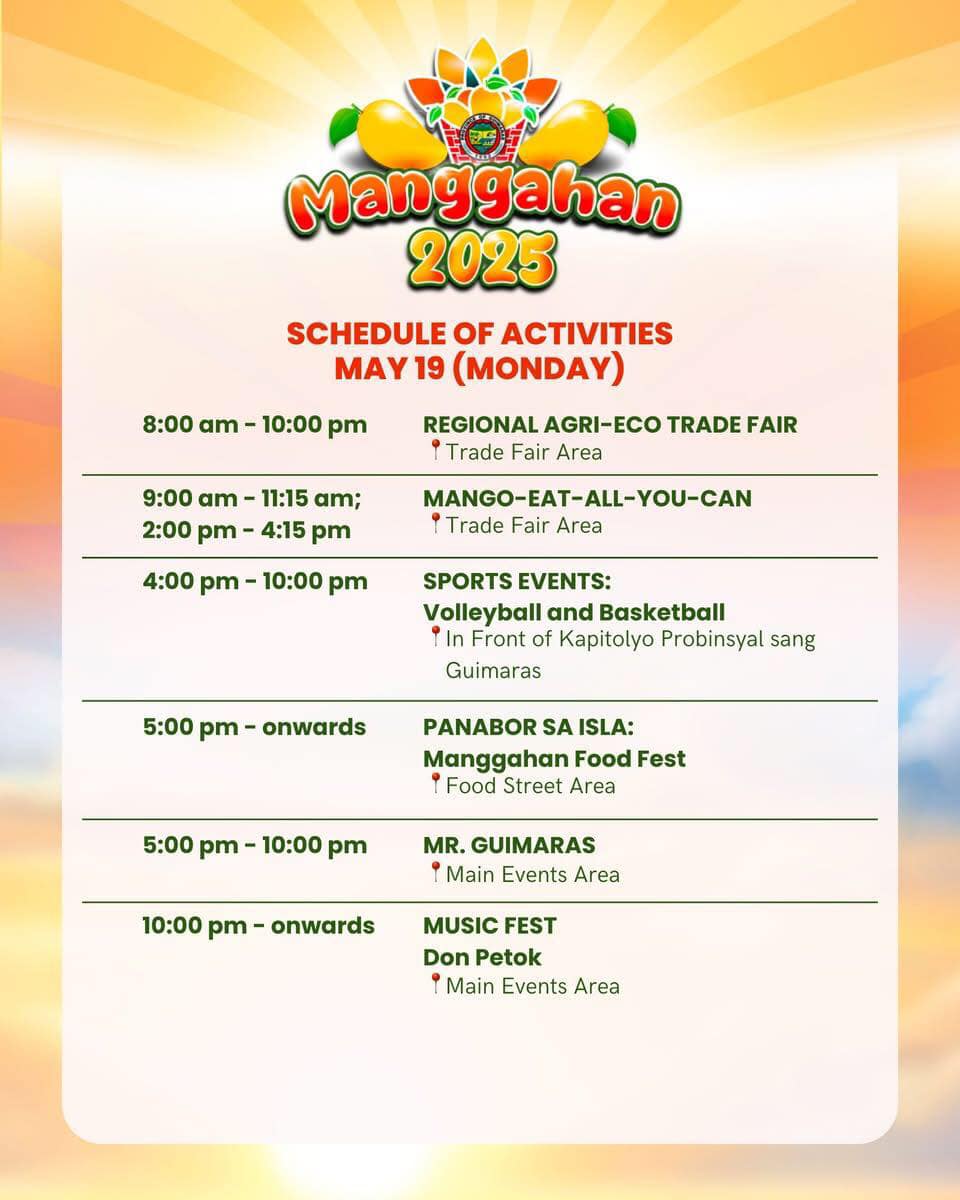 Manggahan
2025
SCHEDULE OF ACTIVITIES
MAY 19 (MONDAY)
8:00 am - 10:00 pm
REGIONAL AGRI-ECO TRADE FAIR
📍Trade Fair Area
9:00 am - 11:15 am;
2:00 pm - 4:15 pm
MANGO-EAT-ALL-YOU-CAN
📍Trade Fair Area
4:00 pm - 10:00 pm
SPORTS EVENTS:
Volleyball and Basketball
📍In Front of Kapitolyo Probinsyal sang
Guimaras
5:00 pm - onwards
PANABOR SA ISLA:
Manggahan Food Fest
📍Food Street Area
5:00 pm - 10:00 pm
MR. GUIMARAS
📍Main Events Area
10:00 pm - onwards
MUSIC FEST
Don Petok
📍Main Events Area